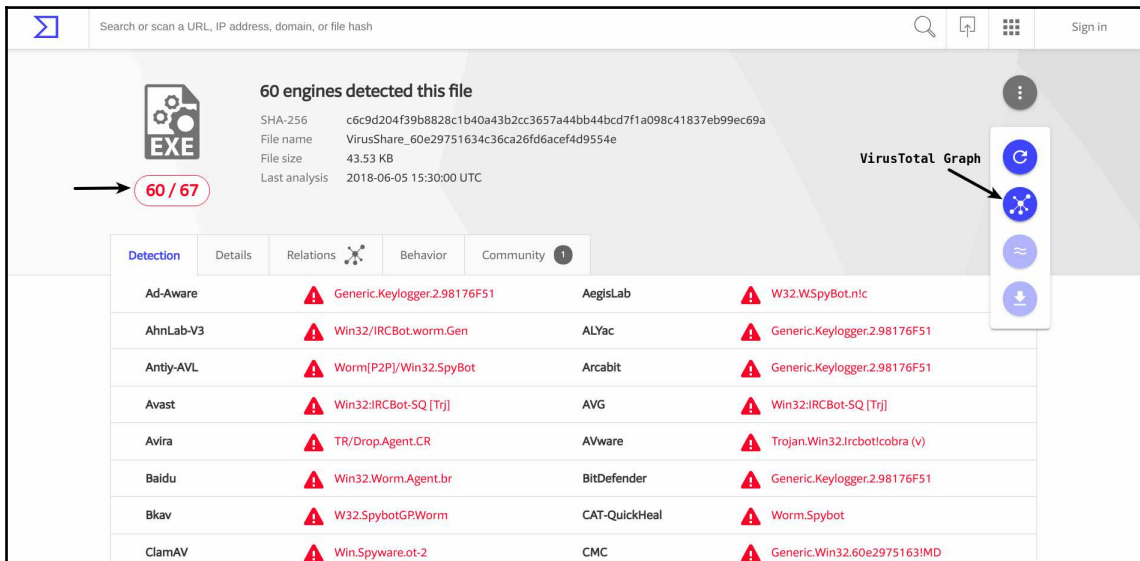 Search or scan a URL, IP address, domain, or file hash
Sign in
60 engines detected this file
SHA-256 c6c9d204f39b8828c1b40a43b2cc3657a44bb44bcd7f1a098c41837eb99ec69a
File name VirusShare_60e29751634c36ca26fd6acef4d9554e
File size 43.53 KB
Last analysis 2018-06-05 15:30:00 UTC
EXE
60 / 67
VirusTotal Graph
Detection Details Relations Behavior Community 1
Ad-Aware Generic.Keylogger.2.98176F51 AegisLab W32.W.SpyBot.n!c
AhnLab-V3 Win32/IRCBot.worm.Gen ALYac Generic.Keylogger.2.98176F51
Antiy-AVL Worm[P2P]/Win32.SpyBot Arcabit Generic.Keylogger.2.98176F51
Avast Win32:IRCBot-SQ [Trj] AVG Win32:IRCBot-SQ [Trj]
Avira TR/Drop.Agent.CR AVware Trojan.Win32.Ircbot!cobra (v)
Baidu Win32.Worm.Agent.br BitDefender Generic.Keylogger.2.98176F51
Bkav W32.SpybotGP.Worm CAT-QuickHeal Worm.Spybot
ClamAV Win.Spyware.ot-2 CMC Generic.Win32.60e2975163!MD